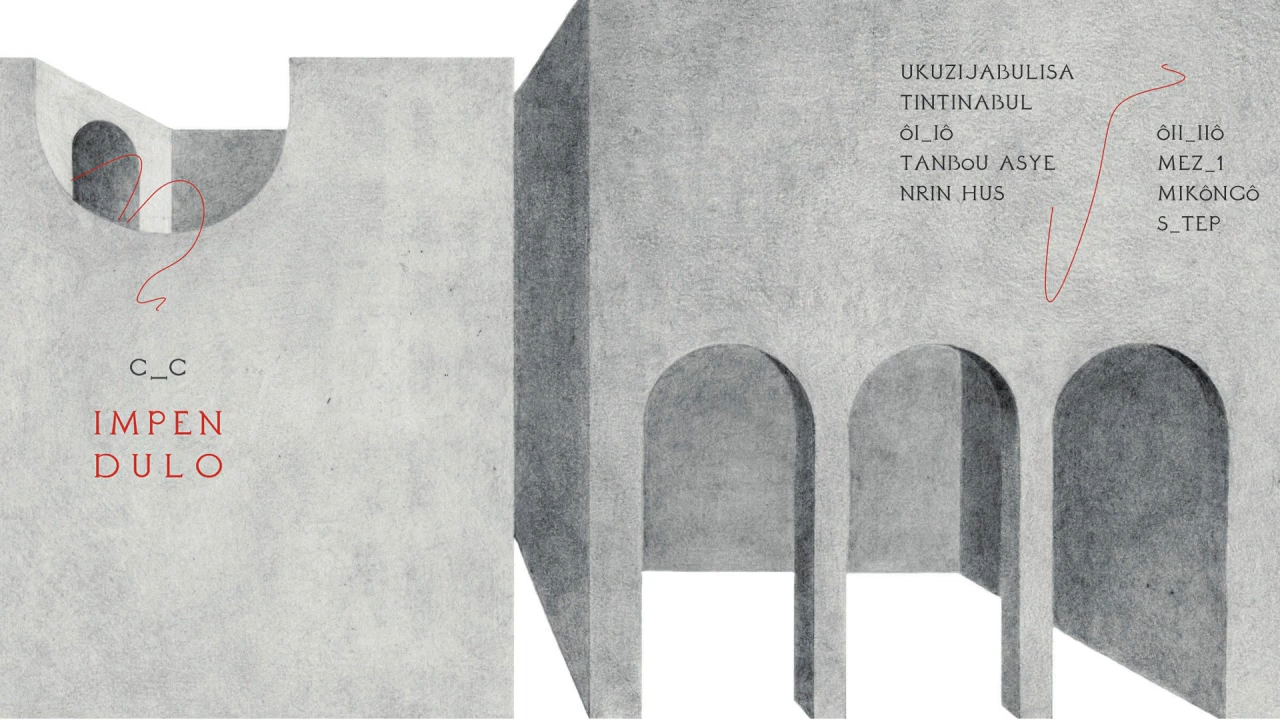 C_C
IMPEN
DULO
UKUZIJABULISA
TINTINABUL
ôI_Iô
TANBoU ASYE
NRIN HUS
ôII_IIô
MEZ_1
MIKôNGô
S_TEP